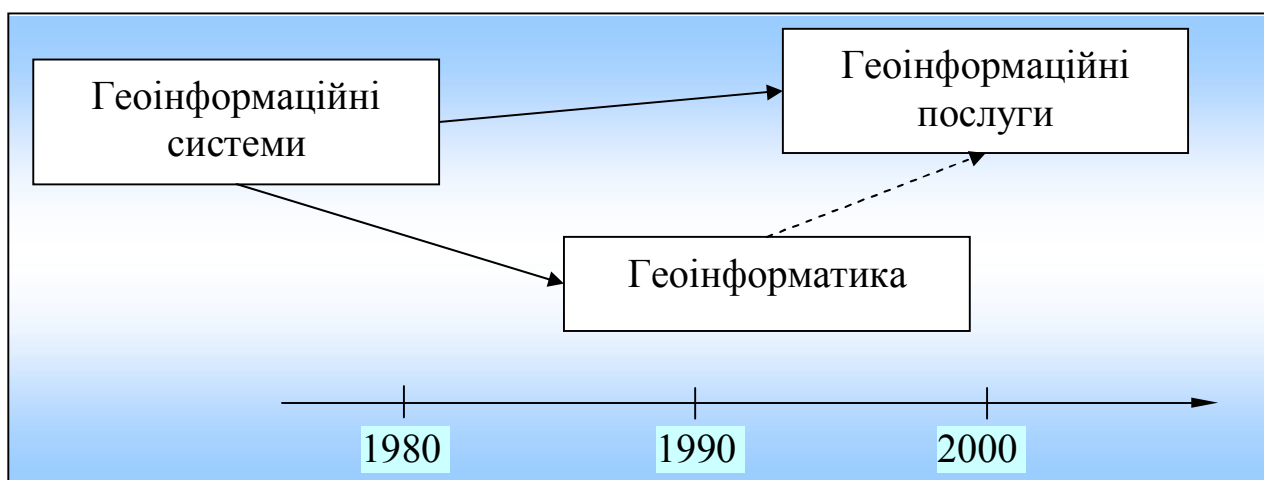 Геоінформаційні
системи
Геоінформаційні
послуги
Геоінформатика
1980
1990
2000